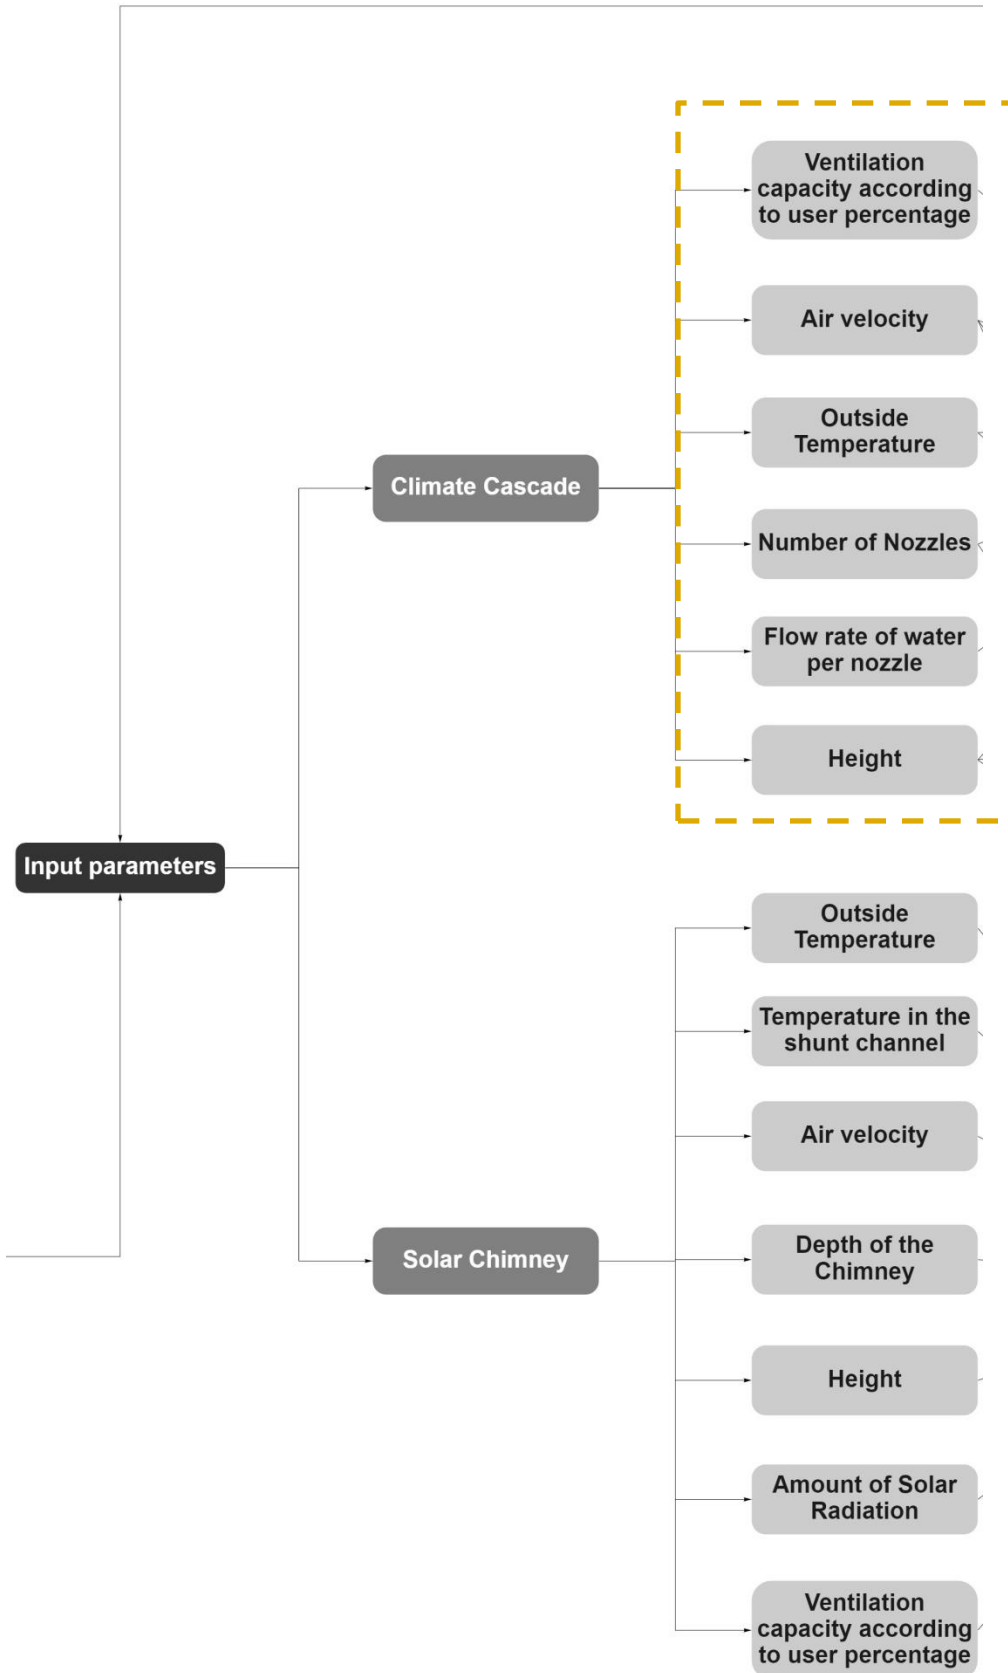 Ventilation
capacity according
to user percentage
Air velocity
Outside
Temperature
Climate Cascade
Number of Nozzles
Flow rate of water
per nozzle
Height
Input parameters
Outside
Temperature
Temperature in the
shunt channel
Air velocity
Solar Chimney
Depth of the
Chimney
Height
Amount of Solar
Radiation
Ventilation
capacity according
to user percentage